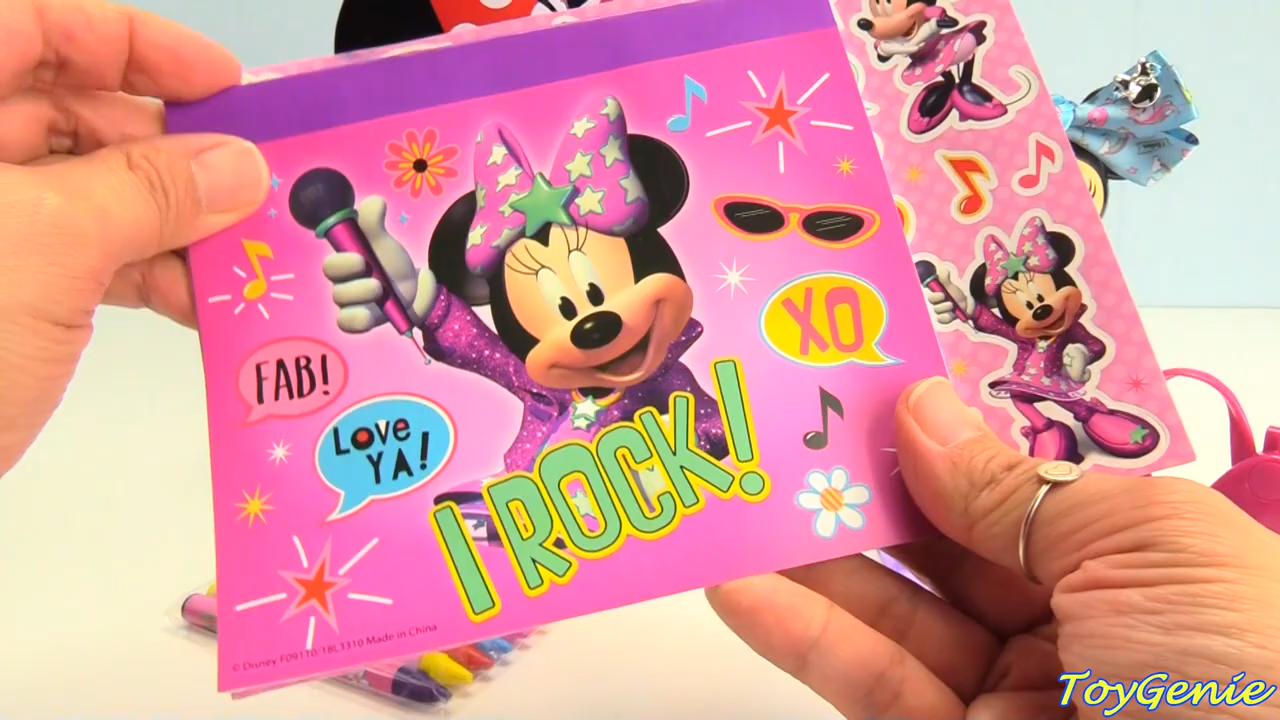 FAB!
LOVE
YA!
XO
I ROCK!
© Disney F09110/18L3310 Made in China
ToyGenie